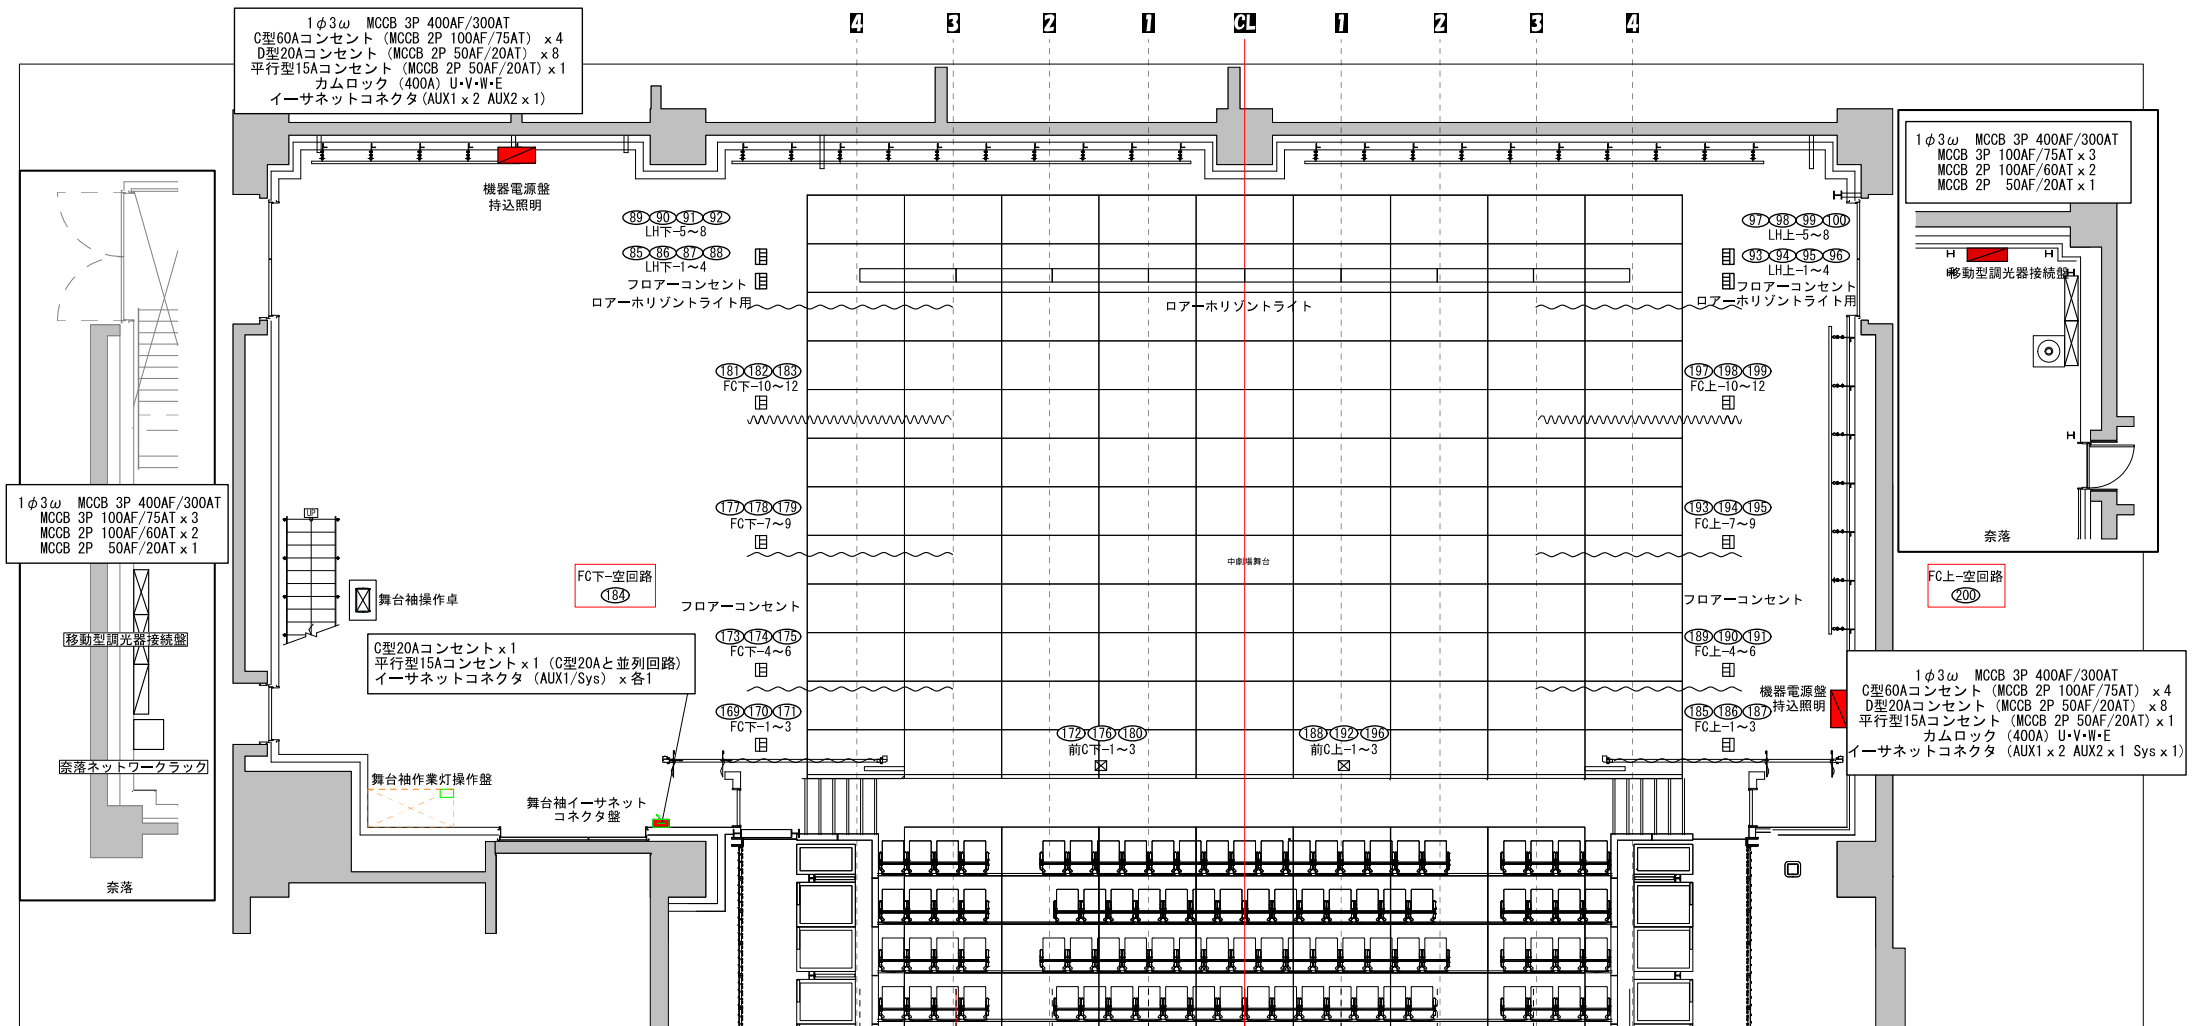 4 3 2 1 CL 1 2 3 4
1φ3ω MCCB 3P 400AF/300AT
C型60Aコンセント (MCCB 2P 100AF/75AT) x4
D型20Aコンセント (MCCB 2P 50AF/20AT) x8
平行型15Aコンセント (MCCB 2P 50AF/20AT) x1
カムロック (400A) U・V・W・E
イーサネットコネクタ(AUX1x2 AUX2x1)
機器電源盤
持込照明
89 90 91 92
LH下-5～8
85 86 87 88
LH下-1～4
フロアーコンセント
ロアーホリゾントライト用
ロアーホリゾントライト
97 98 99 100
LH上-5～8
93 94 95 96
LH上-1～4
フロアーコンセント
ロアーホリゾントライト用
1φ3ω MCCB 3P 400AF/300AT
MCCB 3P 100AF/75ATx3
MCCB 2P 100AF/60ATx2
MCCB 2P 50AF/20ATx1
移動型調光器接続盤
奈落
181 182 183
FC下-10～12
197 198 199
FC上-10～12
1φ3ω MCCB 3P 400AF/300AT
MCCB 3P 100AF/75ATx3
MCCB 2P 100AF/60ATx2
MCCB 2P 50AF/20ATx1
177 178 179
FC下-7～9
193 194 195
FC上-7～9
UP
中劇場舞台
FC下-空回路
184
FC上-空回路
200
舞台袖操作卓
フロアーコンセント
フロアーコンセント
173 174 175
FC下-4～6
189 190 191
FC上-4～6
移動型調光器接続盤
C型20Aコンセントx1
平行型15Aコンセントx1 (C型20Aと並列回路)
イーサネットコネクタ (AUX1/Sys) x各1
169 170 171
FC下-1～3
172 176 180
前C下-1～3
188 192 196
前C上-1～3
185 186 187
FC上-1～3
機器電源盤
持込照明
1φ3ω MCCB 3P 400AF/300AT
C型60Aコンセント (MCCB 2P 100AF/75AT) x4
D型20Aコンセント (MCCB 2P 50AF/20AT) x8
平行型15Aコンセント (MCCB 2P 50AF/20AT) x1
カムロック (400A) U・V・W・E
イーサネットコネクタ (AUX1x2 AUX2x1 Sysx1)
奈落ネットワークラック
舞台袖作業灯操作盤
舞台袖イーサネット
コネクタ盤
奈落